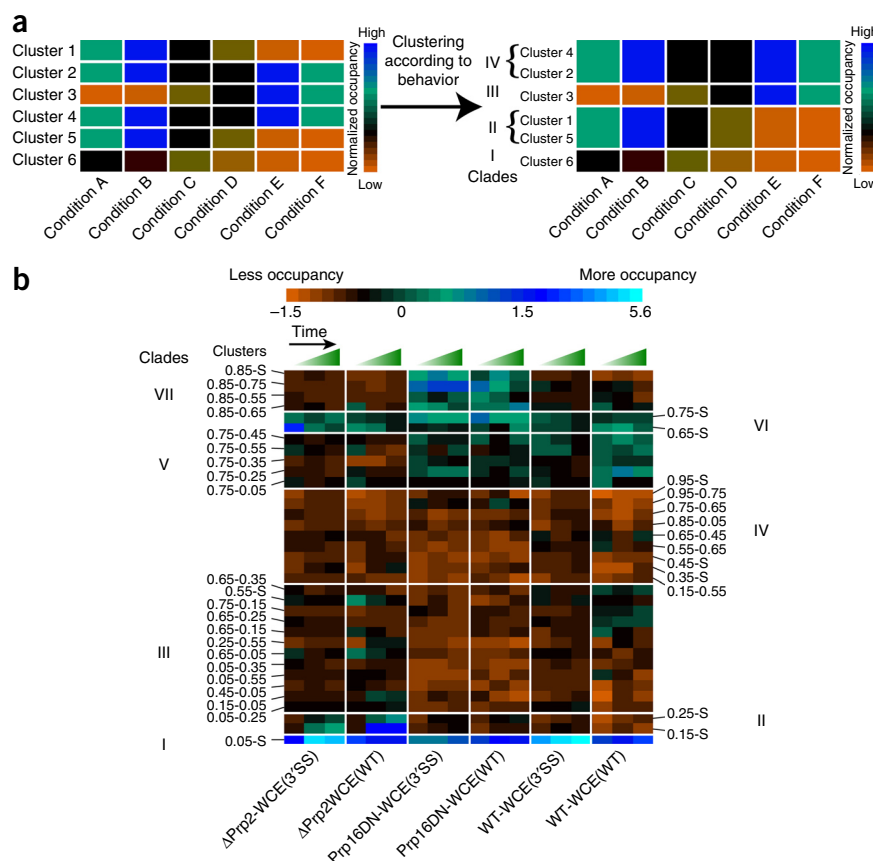 a
High
Normalized occupancy
Low
Cluster 1
Cluster 2
Cluster 3
Cluster 4
Cluster 5
Cluster 6
Condition A
Condition B
Condition C
Condition D
Condition E
Condition F
Clustering
according to
behavior
IV
III
II
I
Clades
Cluster 4
Cluster 2
Cluster 3
Cluster 1
Cluster 5
Cluster 6
Condition A
Condition B
Condition C
Condition D
Condition E
Condition F
High
Normalized occupancy
Low
b
Less occupancy
More occupancy
−1.5
0
1.5
5.6
Time
Clades
Clusters
VII
0.85-S
0.85-0.75
0.85-0.55
0.85-0.65
0.75-S
0.65-S
VI
V
0.75-0.45
0.75-0.55
0.75-0.35
0.75-0.25
0.75-0.05
0.95-S
0.95-0.75
0.75-0.65
0.85-0.05
0.65-0.45
0.55-0.65
0.45-S
0.35-S
0.15-0.55
IV
III
0.65-0.35
0.55-S
0.75-0.15
0.65-0.25
0.65-0.15
0.25-0.55
0.65-0.05
0.05-0.35
0.05-0.55
0.45-0.05
0.15-0.05
0.05-0.25
0.25-S
0.15-S
II
I
0.05-S
ΔPrp2-WCE(3′SS)
ΔPrp2WCE(WT)
Prp16DN-WCE(3′SS)
Prp16DN-WCE(WT)
WT-WCE(3′SS)
WT-WCE(WT)